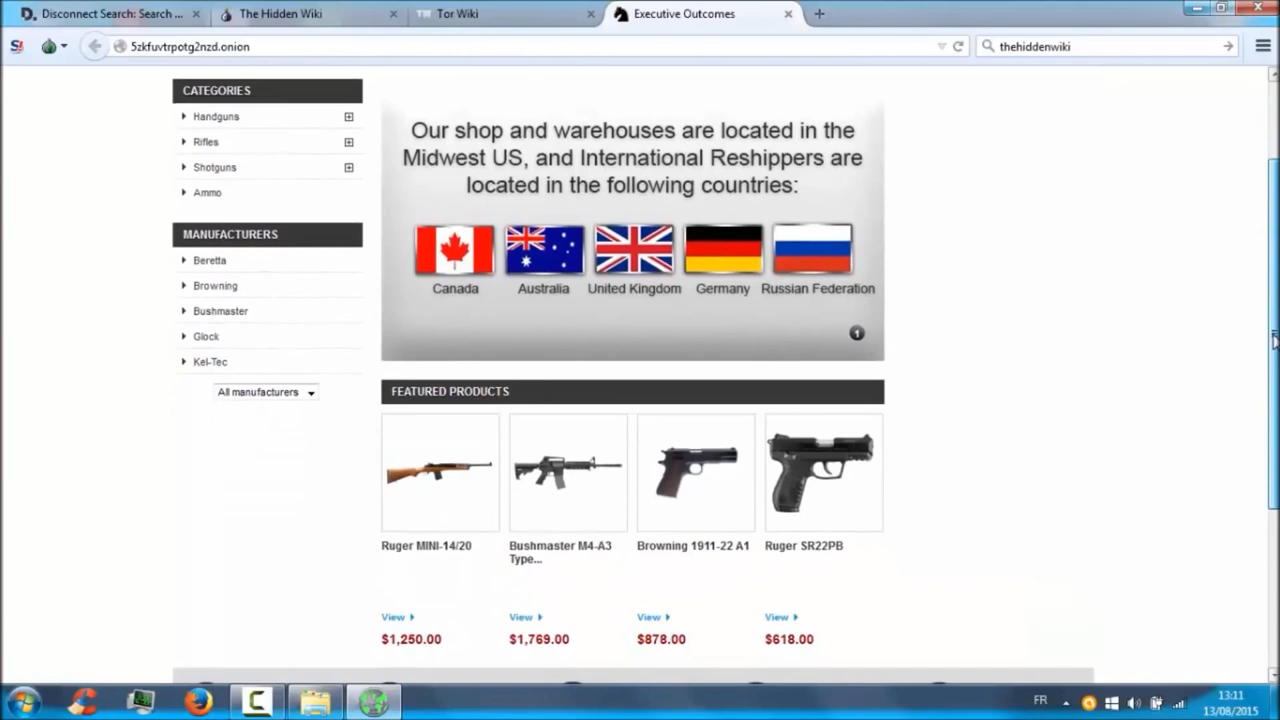 Disconnect Search: Search ...
The Hidden Wiki
Tor Wiki
Executive Outcomes
5zkfuvtrpotg2nzd.onion
thehiddenwiki
CATEGORIES
Handguns
Rifles
Shotguns
Ammo
MANUFACTURERS
Beretta
Browning
Bushmaster
Glock
Kel-Tec
All manufacturers
Our shop and warehouses are located in the
Midwest US, and International Reshippers are
located in the following countries:
Canada Australia United Kingdom Germany Russian Federation
1
FEATURED PRODUCTS
Ruger MINI-14/20
Bushmaster M4-A3
Type...
Browning 1911-22 A1
Ruger SR22PB
View View View View
$1,250.00 $1,769.00 $878.00 $618.00
FR
13:11
13/08/2015